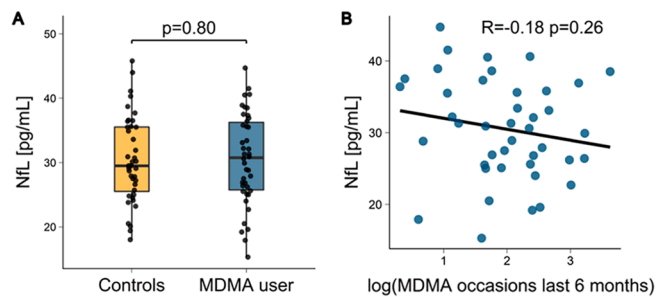 A
p=0.80
50
40
30
20
NfL [pg/mL]
Controls
MDMA user
B
R=-0.18 p=0.26
40
30
20
NfL [pg/mL]
1
2
3
log(MDMA occasions last 6 months)